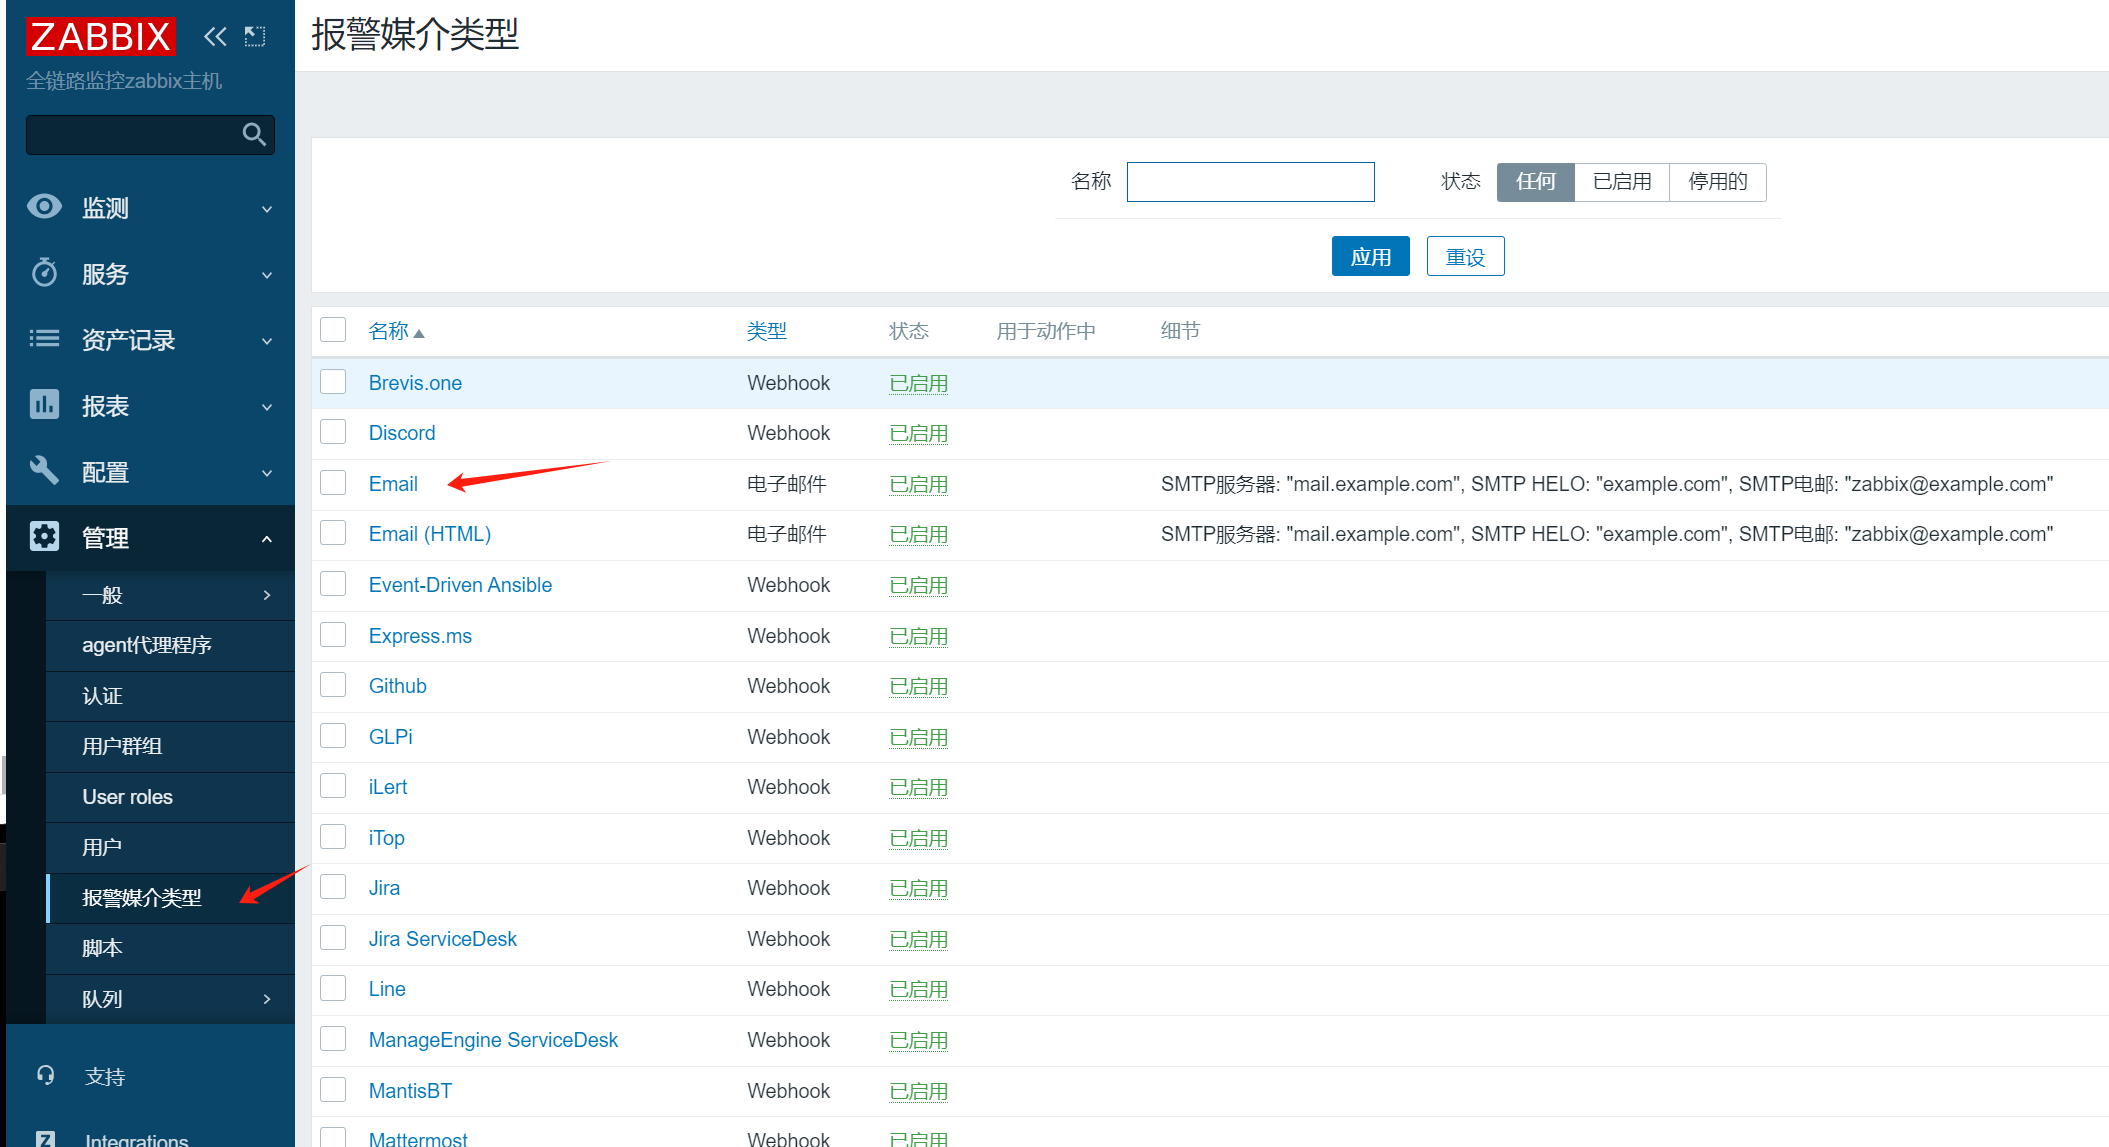 ZABBIX
全链路监控zabbix主机
监测
服务
资产记录
报表
配置
管理
一般
agent代理程序
认证
用户群组
User roles
用户
报警媒介类型
脚本
队列
支持
Integrations
报警媒介类型
名称 状态 任何 已启用 停用的
应用 重设
名称 类型 状态 用于动作中 细节
Brevis.one Webhook 已启用
Discord Webhook 已启用
Email 电子邮件 已启用 SMTP服务器: "mail.example.com", SMTP HELO: "example.com", SMTP电邮: "zabbix@example.com"
Email (HTML) 电子邮件 已启用 SMTP服务器: "mail.example.com", SMTP HELO: "example.com", SMTP电邮: "zabbix@example.com"
Event-Driven Ansible Webhook 已启用
Express.ms Webhook 已启用
Github Webhook 已启用
GLPi Webhook 已启用
iLert Webhook 已启用
iTop Webhook 已启用
Jira Webhook 已启用
Jira ServiceDesk Webhook 已启用
Line Webhook 已启用
ManageEngine ServiceDesk Webhook 已启用
MantisBT Webhook 已启用
Mattermost Webhook 已启用